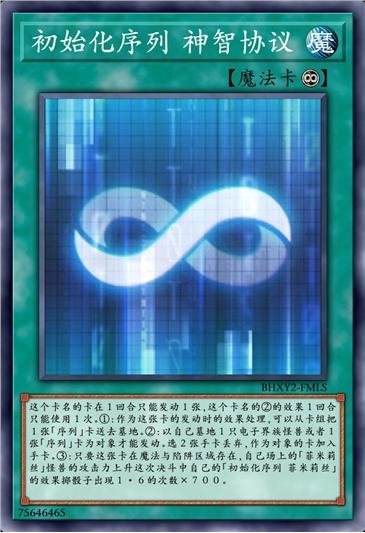 初始化序列 神智协议 魔
【魔法卡】
BHXY2-FMLS
这个卡名的卡在1回合只能发动1张,这个卡名的②的效果1回合
只能使用1次。①:作为这张卡的发动时的效果处理,可以从卡组把
1张「序列」卡送去墓地。②:以自己墓地1只电子界族怪兽或者1
张「序列」卡为对象才能发动。选2张手卡丢弃,作为对象的卡加入
手卡。③:只要这张卡在魔法与陷阱区域存在,自己场上的「菲米莉
丝」怪兽的攻击力上升这次决斗中自己的「初始化序列 菲米莉丝」
的效果掷骰子出现1・6的次数×700。
75646465